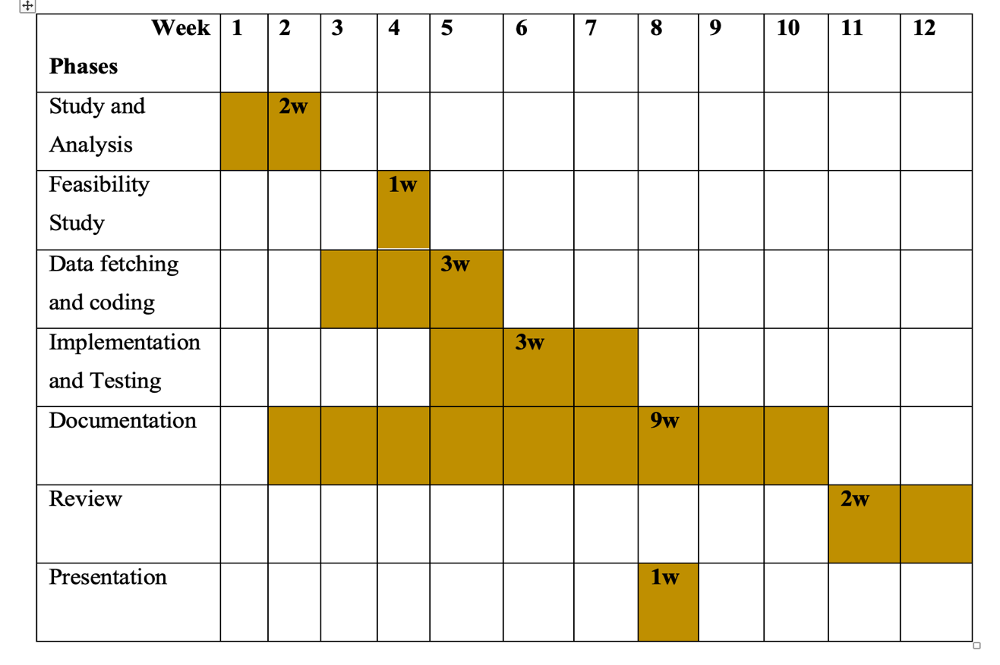 Week 1 2 3 4 5 6 7 8 9 10 11 12
Phases
Study and 2w
Analysis
Feasibility 1w
Study
Data fetching 3w
and coding
Implementation 3w
and Testing
Documentation 9w
Review 2w
Presentation 1w